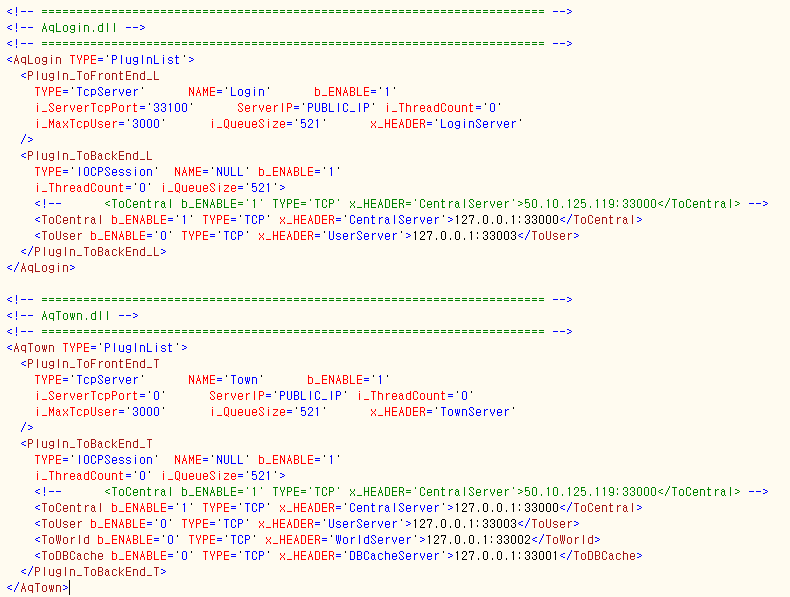 <!-- ========================================================================= -->
<!-- AqLogin.dll -->
<!-- ========================================================================= -->
<AqLogin TYPE='PlugInList'>
  <PlugIn_ToFrontEnd_L
    TYPE='TcpServer'      NAME='Login'      b_ENABLE='1'
    i_ServerTcpPort='33100'      ServerIP='PUBLIC_IP' i_ThreadCount='0'
    i_MaxTcpUser='3000'      i_QueueSize='521'      x_HEADER='LoginServer'
  />
  <PlugIn_ToBackEnd_L
    TYPE='IOCPSession'  NAME='NULL' b_ENABLE='1'
    i_ThreadCount='0' i_QueueSize='521'>
    <!--      <ToCentral b_ENABLE='1' TYPE='TCP' x_HEADER='CentralServer'>50.10.125.119:33000</ToCentral> -->
    <ToCentral b_ENABLE='1' TYPE='TCP' x_HEADER='CentralServer'>127.0.0.1:33000</ToCentral>
    <ToUser b_ENABLE='0' TYPE='TCP' x_HEADER='UserServer'>127.0.0.1:33003</ToUser>
  </PlugIn_ToBackEnd_L>
</AqLogin>
<!-- ========================================================================= -->
<!-- AqTown.dll -->
<!-- ========================================================================= -->
<AqTown TYPE='PlugInList'>
  <PlugIn_ToFrontEnd_T
    TYPE='TcpServer'      NAME='Town'      b_ENABLE='1'
    i_ServerTcpPort='0'      ServerIP='PUBLIC_IP' i_ThreadCount='0'
    i_MaxTcpUser='3000'      i_QueueSize='521'      x_HEADER='TownServer'
  />
  <PlugIn_ToBackEnd_T
    TYPE='IOCPSession'  NAME='NULL' b_ENABLE='1'
    i_ThreadCount='0' i_QueueSize='521'>
    <!--      <ToCentral b_ENABLE='1' TYPE='TCP' x_HEADER='CentralServer'>50.10.125.119:33000</ToCentral> -->
    <ToCentral b_ENABLE='1' TYPE='TCP' x_HEADER='CentralServer'>127.0.0.1:33000</ToCentral>
    <ToUser b_ENABLE='0' TYPE='TCP' x_HEADER='UserServer'>127.0.0.1:33003</ToUser>
    <ToWorld b_ENABLE='0' TYPE='TCP' x_HEADER='WorldServer'>127.0.0.1:33002</ToWorld>
    <ToDBCache b_ENABLE='0' TYPE='TCP' x_HEADER='DBCacheServer'>127.0.0.1:33001</ToDBCache>
  </PlugIn_ToBackEnd_T>
</AqTown>